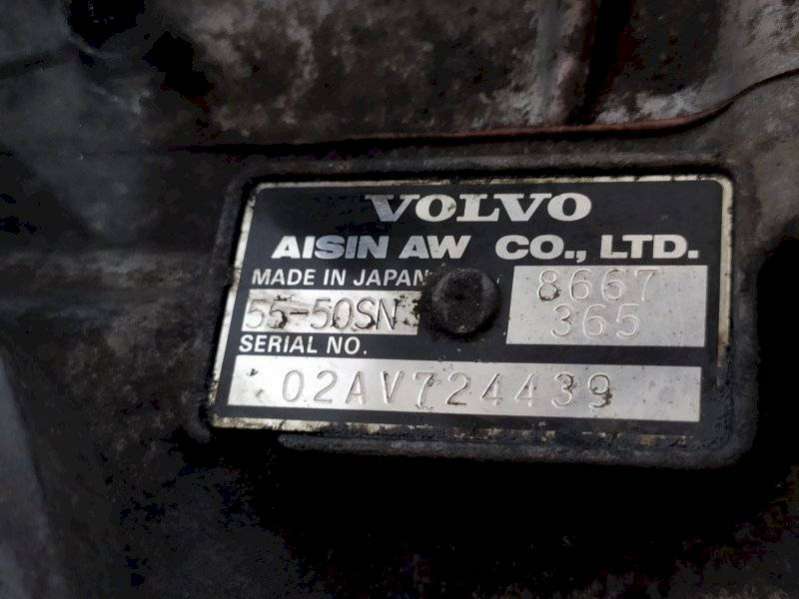 VOLVO
AISIN AW CO., LTD.
MADE IN JAPAN
8667
55-50SN
365
SERIAL NO.
02AV724439